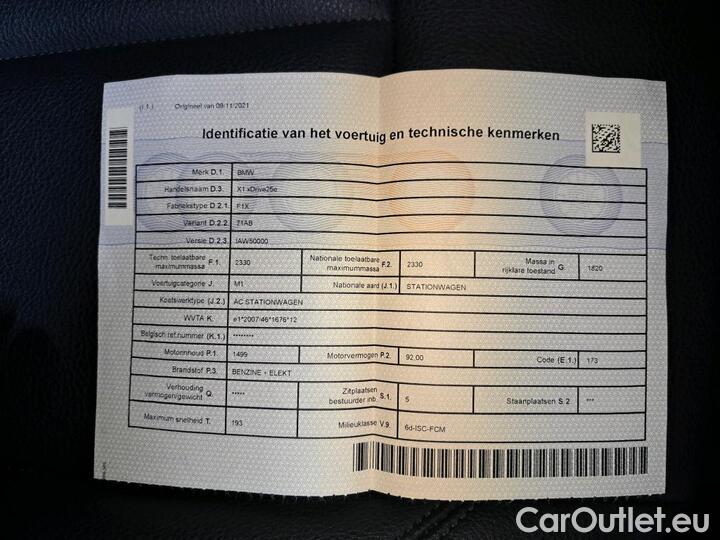 (I.1.) Origineel van 09/11/2021
Identificatie van het voertuig en technische kenmerken
Merk D.1. BMW
Handelsnaam D.3. X1 xDrive25e
Fabriekstype D.2.1. F1X
Variant D.2.2. 71AB
Versie D.2.3. IAW50000
Techn. toelaatbare maximummassa F.1. 2330 Nationale toelaatbare maximummassa F.2. 2330 Massa in rijklare toestand G. 1820
Voertuigcategorie J. M1 Nationale aard (J.1.) STATIONWAGEN
Koetswerktype (J.2.) AC STATIONWAGEN
WVTA K. e1*2007/46*1676*12
Belgisch ref.nummer (K.1.) ********
Motorinhoud P.1. 1499 Motorvermogen P.2. 92,00 Code (E.1.) 173
Brandstof P.3. BENZINE + ELEKT
Verhouding vermogen/gewicht Q. ***** Zitplaatsen bestuurder inb. S.1. 5 Staanplaatsen S.2. ***
Maximum snelheid T. 193 Milieuklasse V.9. 6d-ISC-FCM
CarOutlet.eu